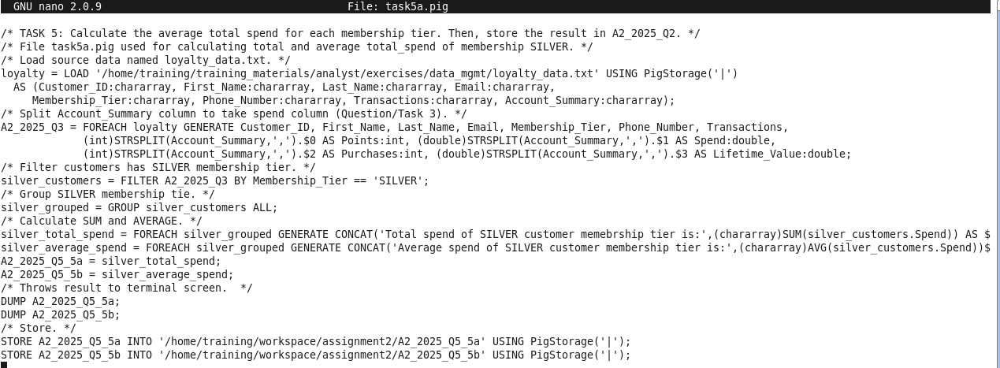 GNU nano 2.0.9 File: task5a.pig
/* TASK 5: Calculate the average total spend for each membership tier. Then, store the result in A2_2025_Q2. */
/* File task5a.pig used for calculating total and average total_spend of membership SILVER. */
/* Load source data named loyalty_data.txt. */
loyalty = LOAD '/home/training/training_materials/analyst/exercises/data_mgmt/loyalty_data.txt' USING PigStorage('|')
  AS (Customer_ID:chararray, First_Name:chararray, Last_Name:chararray, Email:chararray,
     Membership_Tier:chararray, Phone_Number:chararray, Transactions:chararray, Account_Summary:chararray);
/* Split Account_Summary column to take spend column (Question/Task 3). */
A2_2025_Q3 = FOREACH loyalty GENERATE Customer_ID, First_Name, Last_Name, Email, Membership_Tier, Phone_Number, Transactions,
             (int)STRSPLIT(Account_Summary,',').$0 AS Points:int, (double)STRSPLIT(Account_Summary,',').$1 AS Spend:double,
             (int)STRSPLIT(Account_Summary,',').$2 AS Purchases:int, (double)STRSPLIT(Account_Summary,',').$3 AS Lifetime_Value:double;
/* Filter customers has SILVER membership tier. */
silver_customers = FILTER A2_2025_Q3 BY Membership_Tier == 'SILVER';
/* Group SILVER membership tie. */
silver_grouped = GROUP silver_customers ALL;
/* Calculate SUM and AVERAGE. */
silver_total_spend = FOREACH silver_grouped GENERATE CONCAT('Total spend of SILVER customer memebrship tier is:',(chararray)SUM(silver_customers.Spend)) AS $
silver_average_spend = FOREACH silver_grouped GENERATE CONCAT('Average spend of SILVER customer membership tier is:',(chararray)AVG(silver_customers.Spend))$
A2_2025_Q5_5a = silver_total_spend;
A2_2025_Q5_5b = silver_average_spend;
/* Throws result to terminal screen.  */
DUMP A2_2025_Q5_5a;
DUMP A2_2025_Q5_5b;
/* Store. */
STORE A2_2025_Q5_5a INTO '/home/training/workspace/assignment2/A2_2025_Q5_5a' USING PigStorage('|');
STORE A2_2025_Q5_5b INTO '/home/training/workspace/assignment2/A2_2025_Q5_5b' USING PigStorage('|');